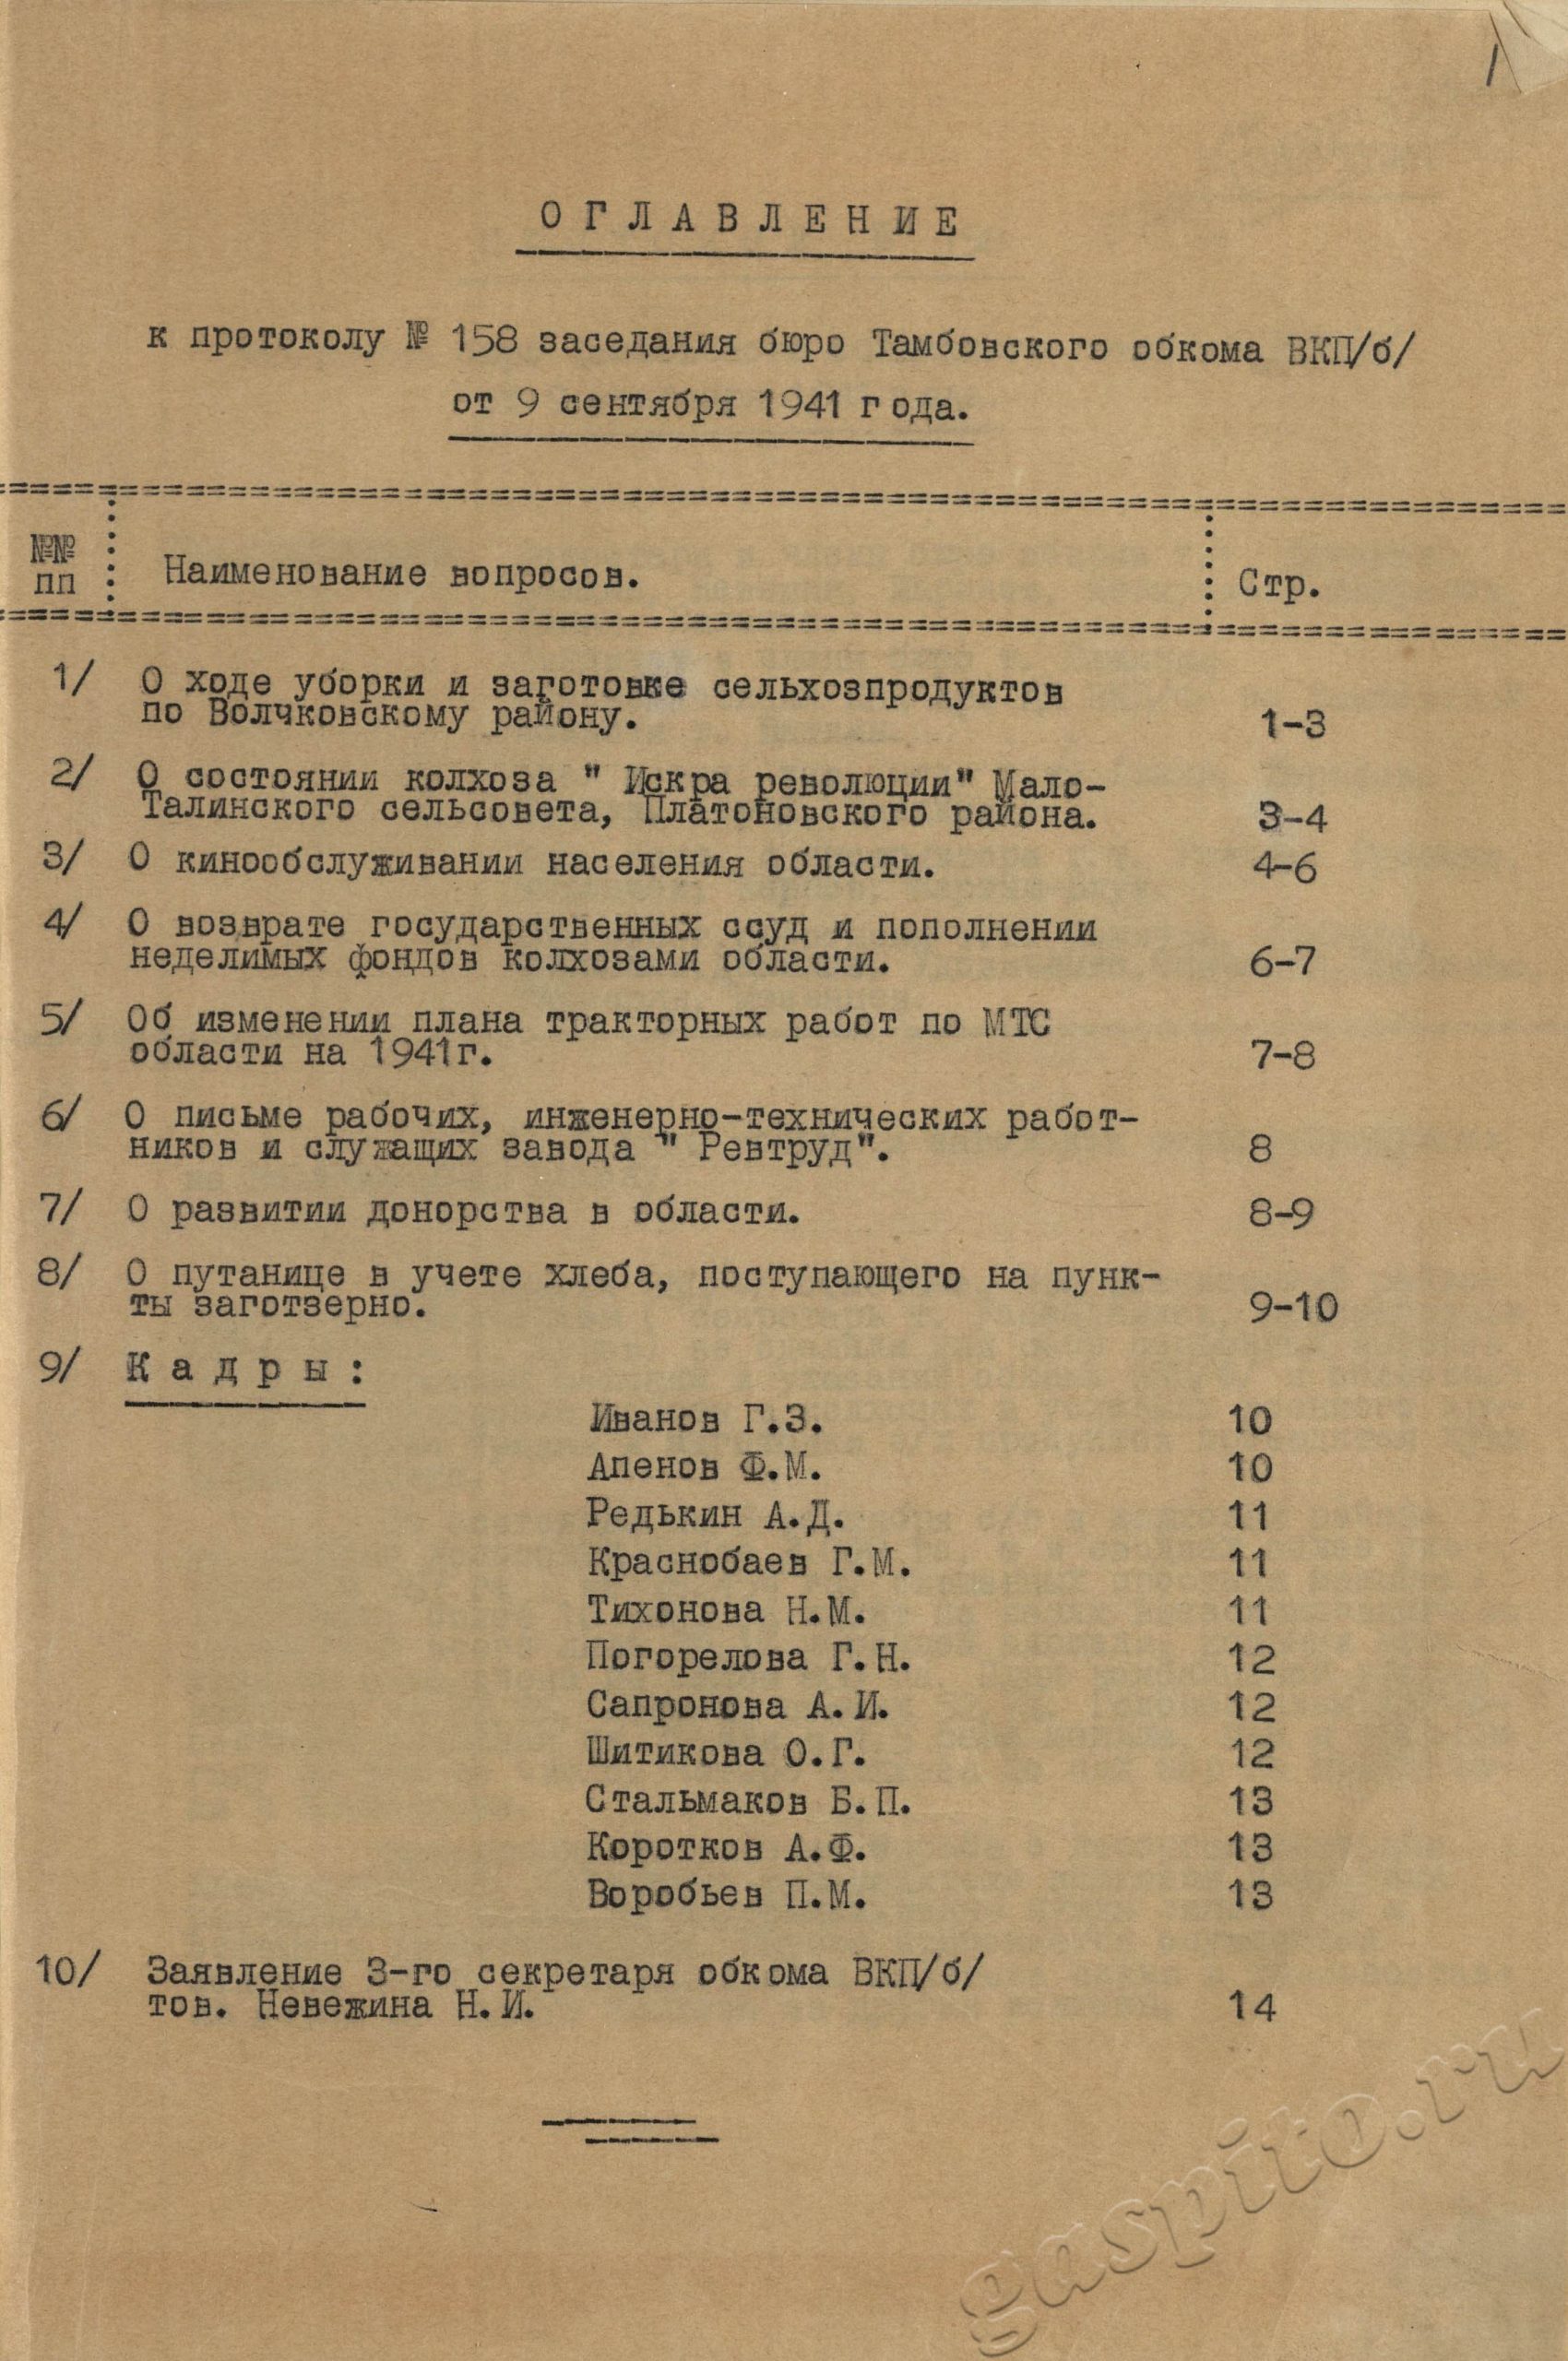 1
ОГЛАВЛЕНИЕ
к протоколу № 158 заседания бюро Тамбовского обкома ВКП/б/
от 9 сентября 1941 года.
№№ пп Наименование вопросов. Стр.
1/ О ходе уборки и заготовке сельхозпродуктов
по Волчковскому району. 1-3
2/ О состоянии колхоза " Искра революции" Мало-
Талинского сельсовета, Платоновского района. 3-4
3/ О кинообслуживании населения области. 4-6
4/ О возврате государственных ссуд и пополнении
неделимых фондов колхозами области. 6-7
5/ Об изменении плана тракторных работ по МТС
области на 1941г. 7-8
6/ О письме рабочих, инженерно-технических работ-
ников и служащих завода " Ревтруд". 8
7/ О развитии донорства в области. 8-9
8/ О путанице в учете хлеба, поступающего на пунк-
ты заготзерно. 9-10
9/ Кадры:
Иванов Г.З. 10
Апенов Ф.М. 10
Редькин А.Д. 11
Краснобаев Г.М. 11
Тихонова Н.М. 11
Погорелова Г.Н. 12
Сапронова А.И. 12
Шитикова О.Г. 12
Стальмаков Б.П. 13
Коротков А.Ф. 13
Воробьев П.М. 13
10/ Заявление 3-го секретаря обкома ВКП/б/
тов. Невежина Н.И. 14
gaspito.ru